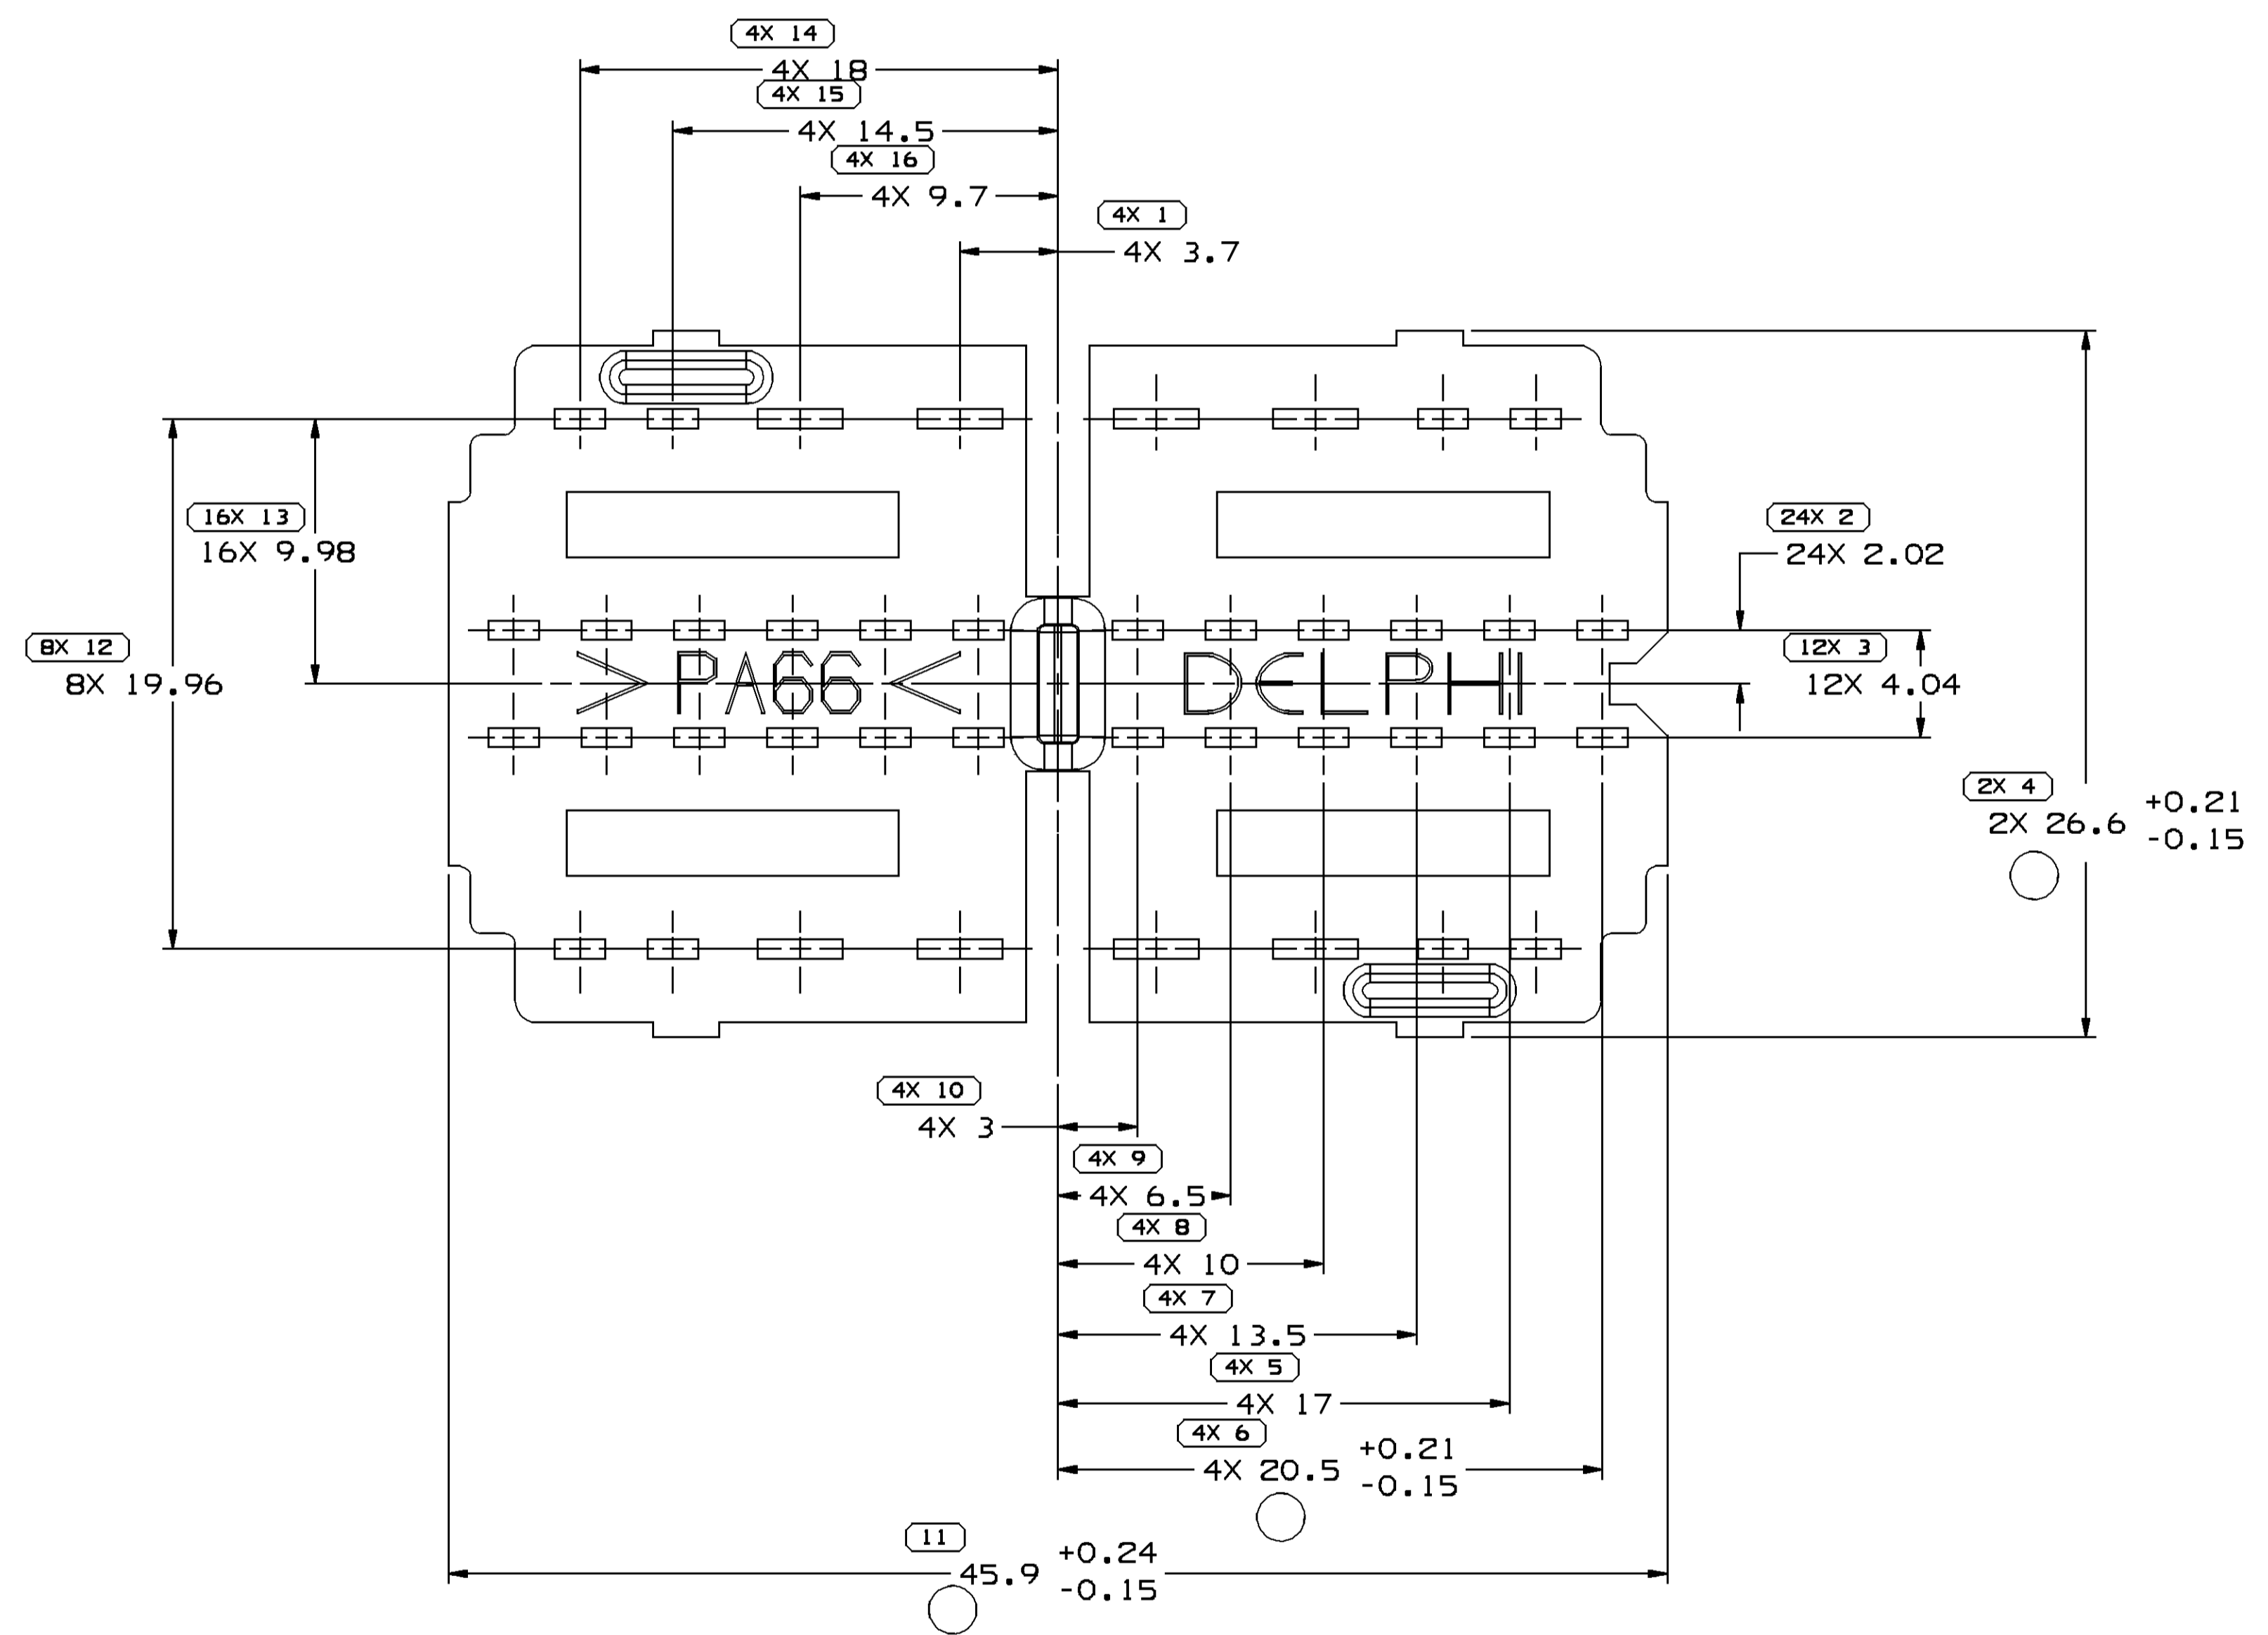 4X 14
4X 18
4X 15
4X 14.5
4X 16
4X 9.7
4X 1
4X 3.7
16X 13
16X 9.98
24X 2
24X 2.02
8X 12
8X 19.96
12X 3
12X 4.04
>PA66<
DELPHI
2X 4
2X 26.6 +0.21
-0.15
4X 10
4X 3
4X 9
4X 6.5
4X 8
4X 10
4X 7
4X 13.5
4X 5
4X 17
4X 6
4X 20.5 +0.21
-0.15
11
45.9 +0.24
-0.15